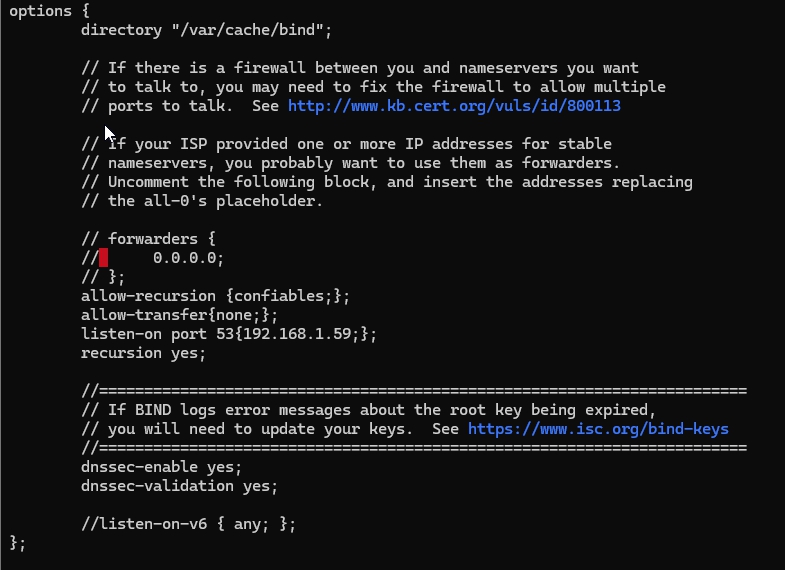 options {
        directory "/var/cache/bind";

        // If there is a firewall between you and nameservers you want
        // to talk to, you may need to fix the firewall to allow multiple
        // ports to talk.  See http://www.kb.cert.org/vuls/id/800113

        // If your ISP provided one or more IP addresses for stable
        // nameservers, you probably want to use them as forwarders.
        // Uncomment the following block, and insert the addresses replacing
        // the all-0's placeholder.

        // forwarders {
        //      0.0.0.0;
        // };
        allow-recursion {confiables;};
        allow-transfer{none;};
        listen-on port 53{192.168.1.59;};
        recursion yes;

        //========================================================================
        // If BIND logs error messages about the root key being expired,
        // you will need to update your keys.  See https://www.isc.org/bind-keys
        //========================================================================
        dnssec-enable yes;
        dnssec-validation yes;

        //listen-on-v6 { any; };
};